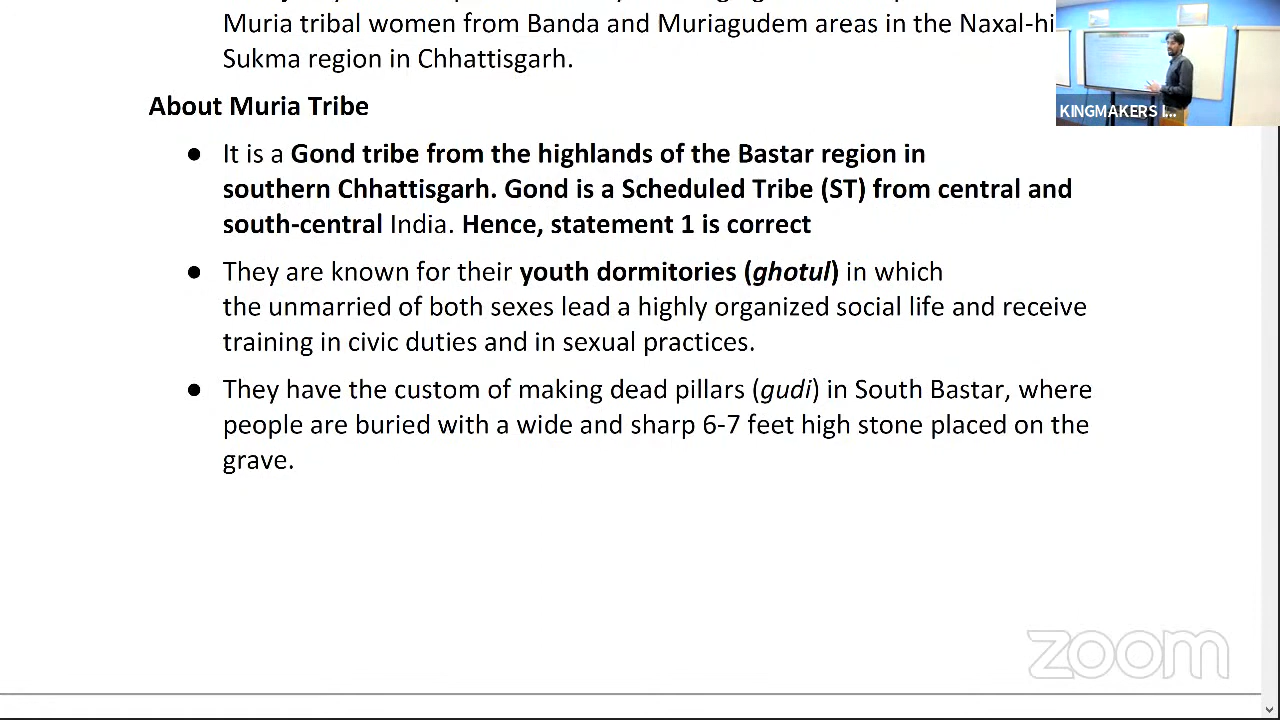 Muria tribal women from Banda and Muriagudem areas in the Naxal-hi
Sukma region in Chhattisgarh.
KINGMAKERS I...
About Muria Tribe
● It is a Gond tribe from the highlands of the Bastar region in
southern Chhattisgarh. Gond is a Scheduled Tribe (ST) from central and
south-central India. Hence, statement 1 is correct
● They are known for their youth dormitories (ghotul) in which
the unmarried of both sexes lead a highly organized social life and receive
training in civic duties and in sexual practices.
● They have the custom of making dead pillars (gudi) in South Bastar, where
people are buried with a wide and sharp 6-7 feet high stone placed on the
grave.
zoom